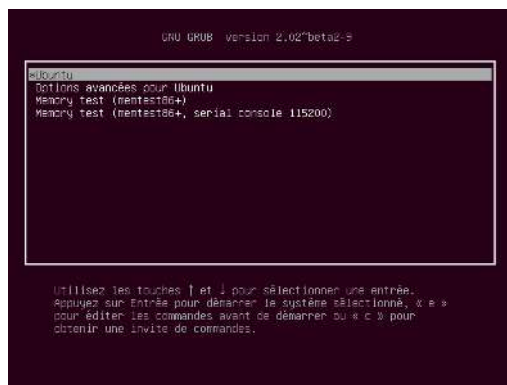 GNU GRUB version 2.02~beta2-9
*Ubuntu
Options avancées pour Ubuntu
Memory test (memtest86+)
Memory test (memtest86+, serial console 115200)
Utilisez les touches ↑ et ↓ pour sélectionner une entrée.
Appuyez sur Entrée pour démarrer le système sélectionné, « e »
pour éditer les commandes avant de démarrer ou « c » pour
obtenir une invite de commandes.